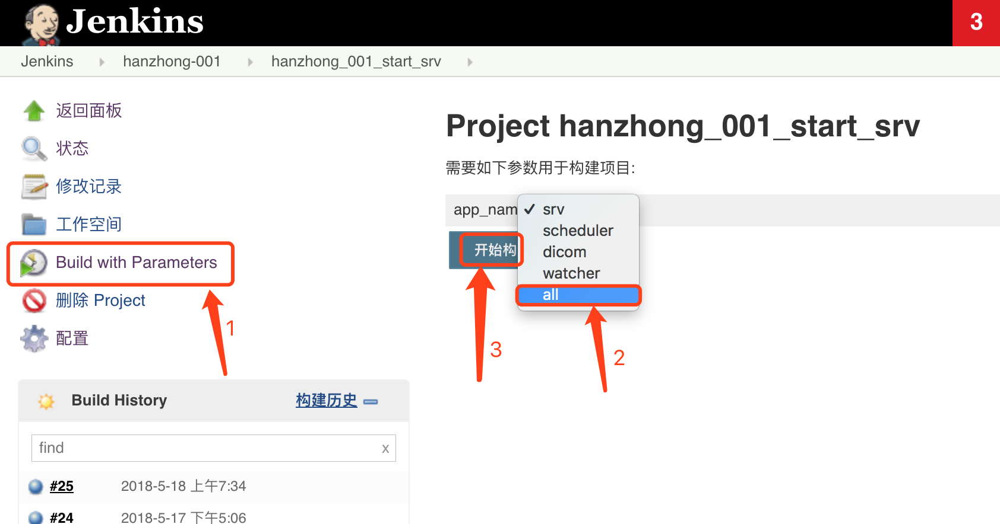 Jenkins
3
Jenkins hanzhong-001 hanzhong_001_start_srv
返回面板
状态
修改记录
工作空间
Build with Parameters
删除 Project
配置
1
Project hanzhong_001_start_srv
需要如下参数用于构建项目:
app_nam
✓ srv
scheduler
dicom
watcher
all
开始构
3
2
Build History 构建历史
find x
#25 2018-5-18 上午7:34
#24 2018-5-17 下午5:06